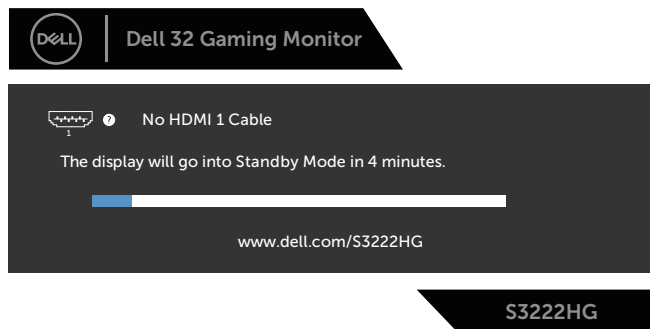 DELL
Dell 32 Gaming Monitor
?
No HDMI 1 Cable
1
The display will go into Standby Mode in 4 minutes.
www.dell.com/S3222HG
S3222HG